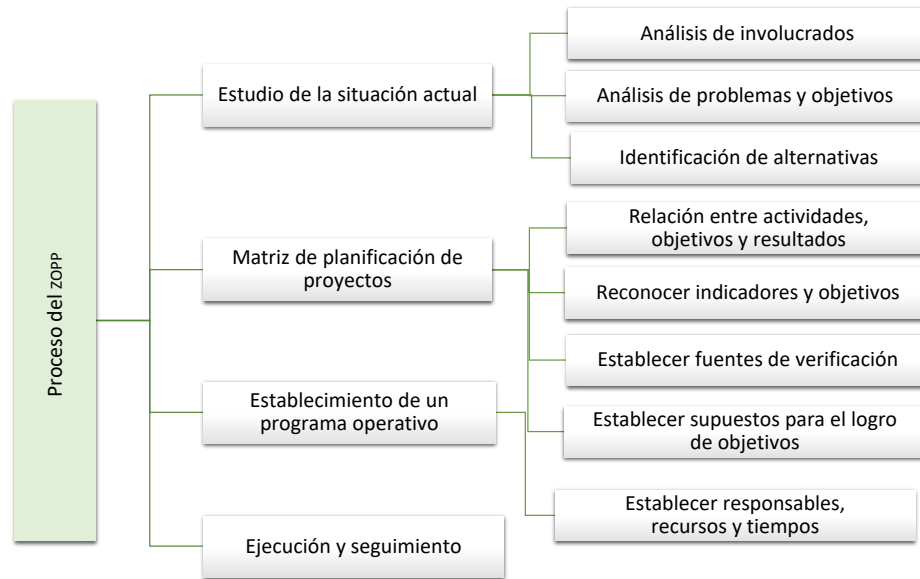 Proceso del ZOPP
Estudio de la situación actual
Análisis de involucrados
Análisis de problemas y objetivos
Identificación de alternativas
Matriz de planificación de
proyectos
Relación entre actividades,
objetivos y resultados
Reconocer indicadores y objetivos
Establecer fuentes de verificación
Establecer supuestos para el logro
de objetivos
Establecimiento de un
programa operativo
Establecer responsables,
recursos y tiempos
Ejecución y seguimiento